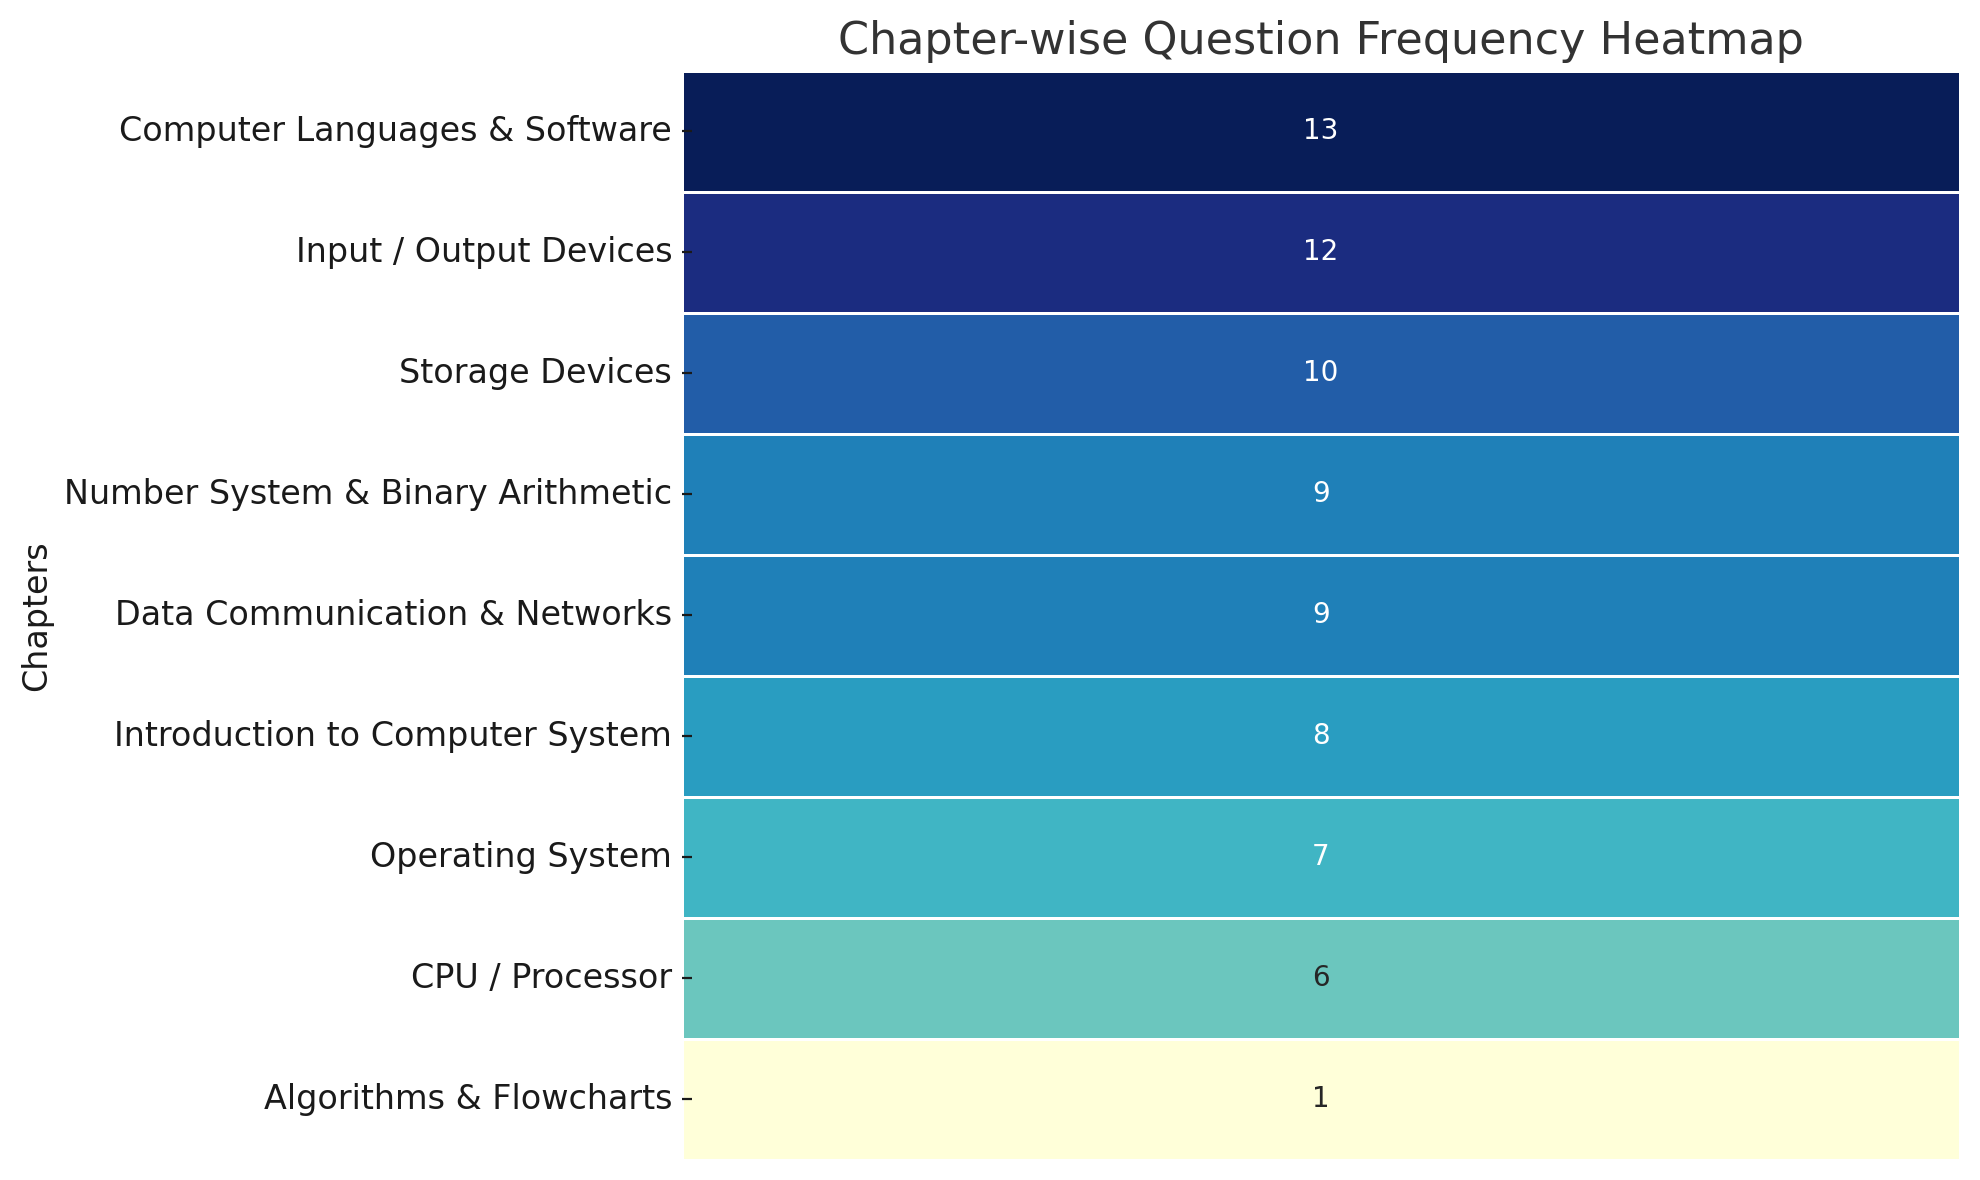 Chapter-wise Question Frequency Heatmap
Computer Languages & Software 13
Input / Output Devices 12
Storage Devices 10
Number System & Binary Arithmetic 9
Data Communication & Networks 9
Introduction to Computer System 8
Operating System 7
CPU / Processor 6
Algorithms & Flowcharts 1
Chapters